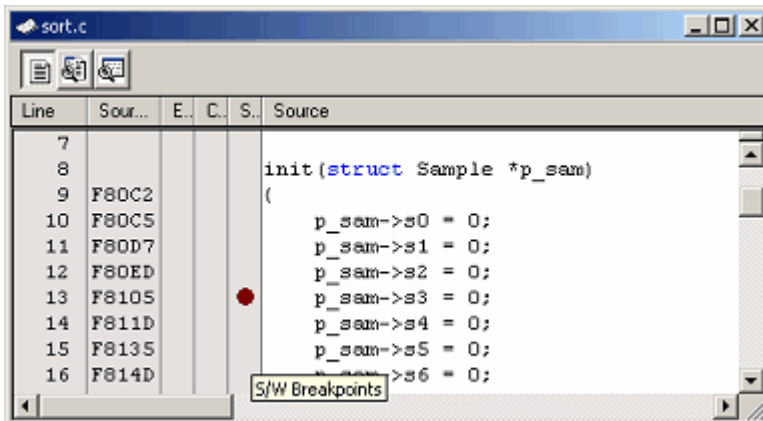 sort.c
Line Sour... E.. C.. S.. Source
7
8 init(struct Sample *p_sam)
9 F80C2 {
10 F80C5 p_sam->s0 = 0;
11 F80D7 p_sam->s1 = 0;
12 F80ED p_sam->s2 = 0;
13 F8105 p_sam->s3 = 0;
14 F811D p_sam->s4 = 0;
15 F8135 p_sam->s5 = 0;
16 F814D p_sam->s6 = 0;
S/W Breakpoints